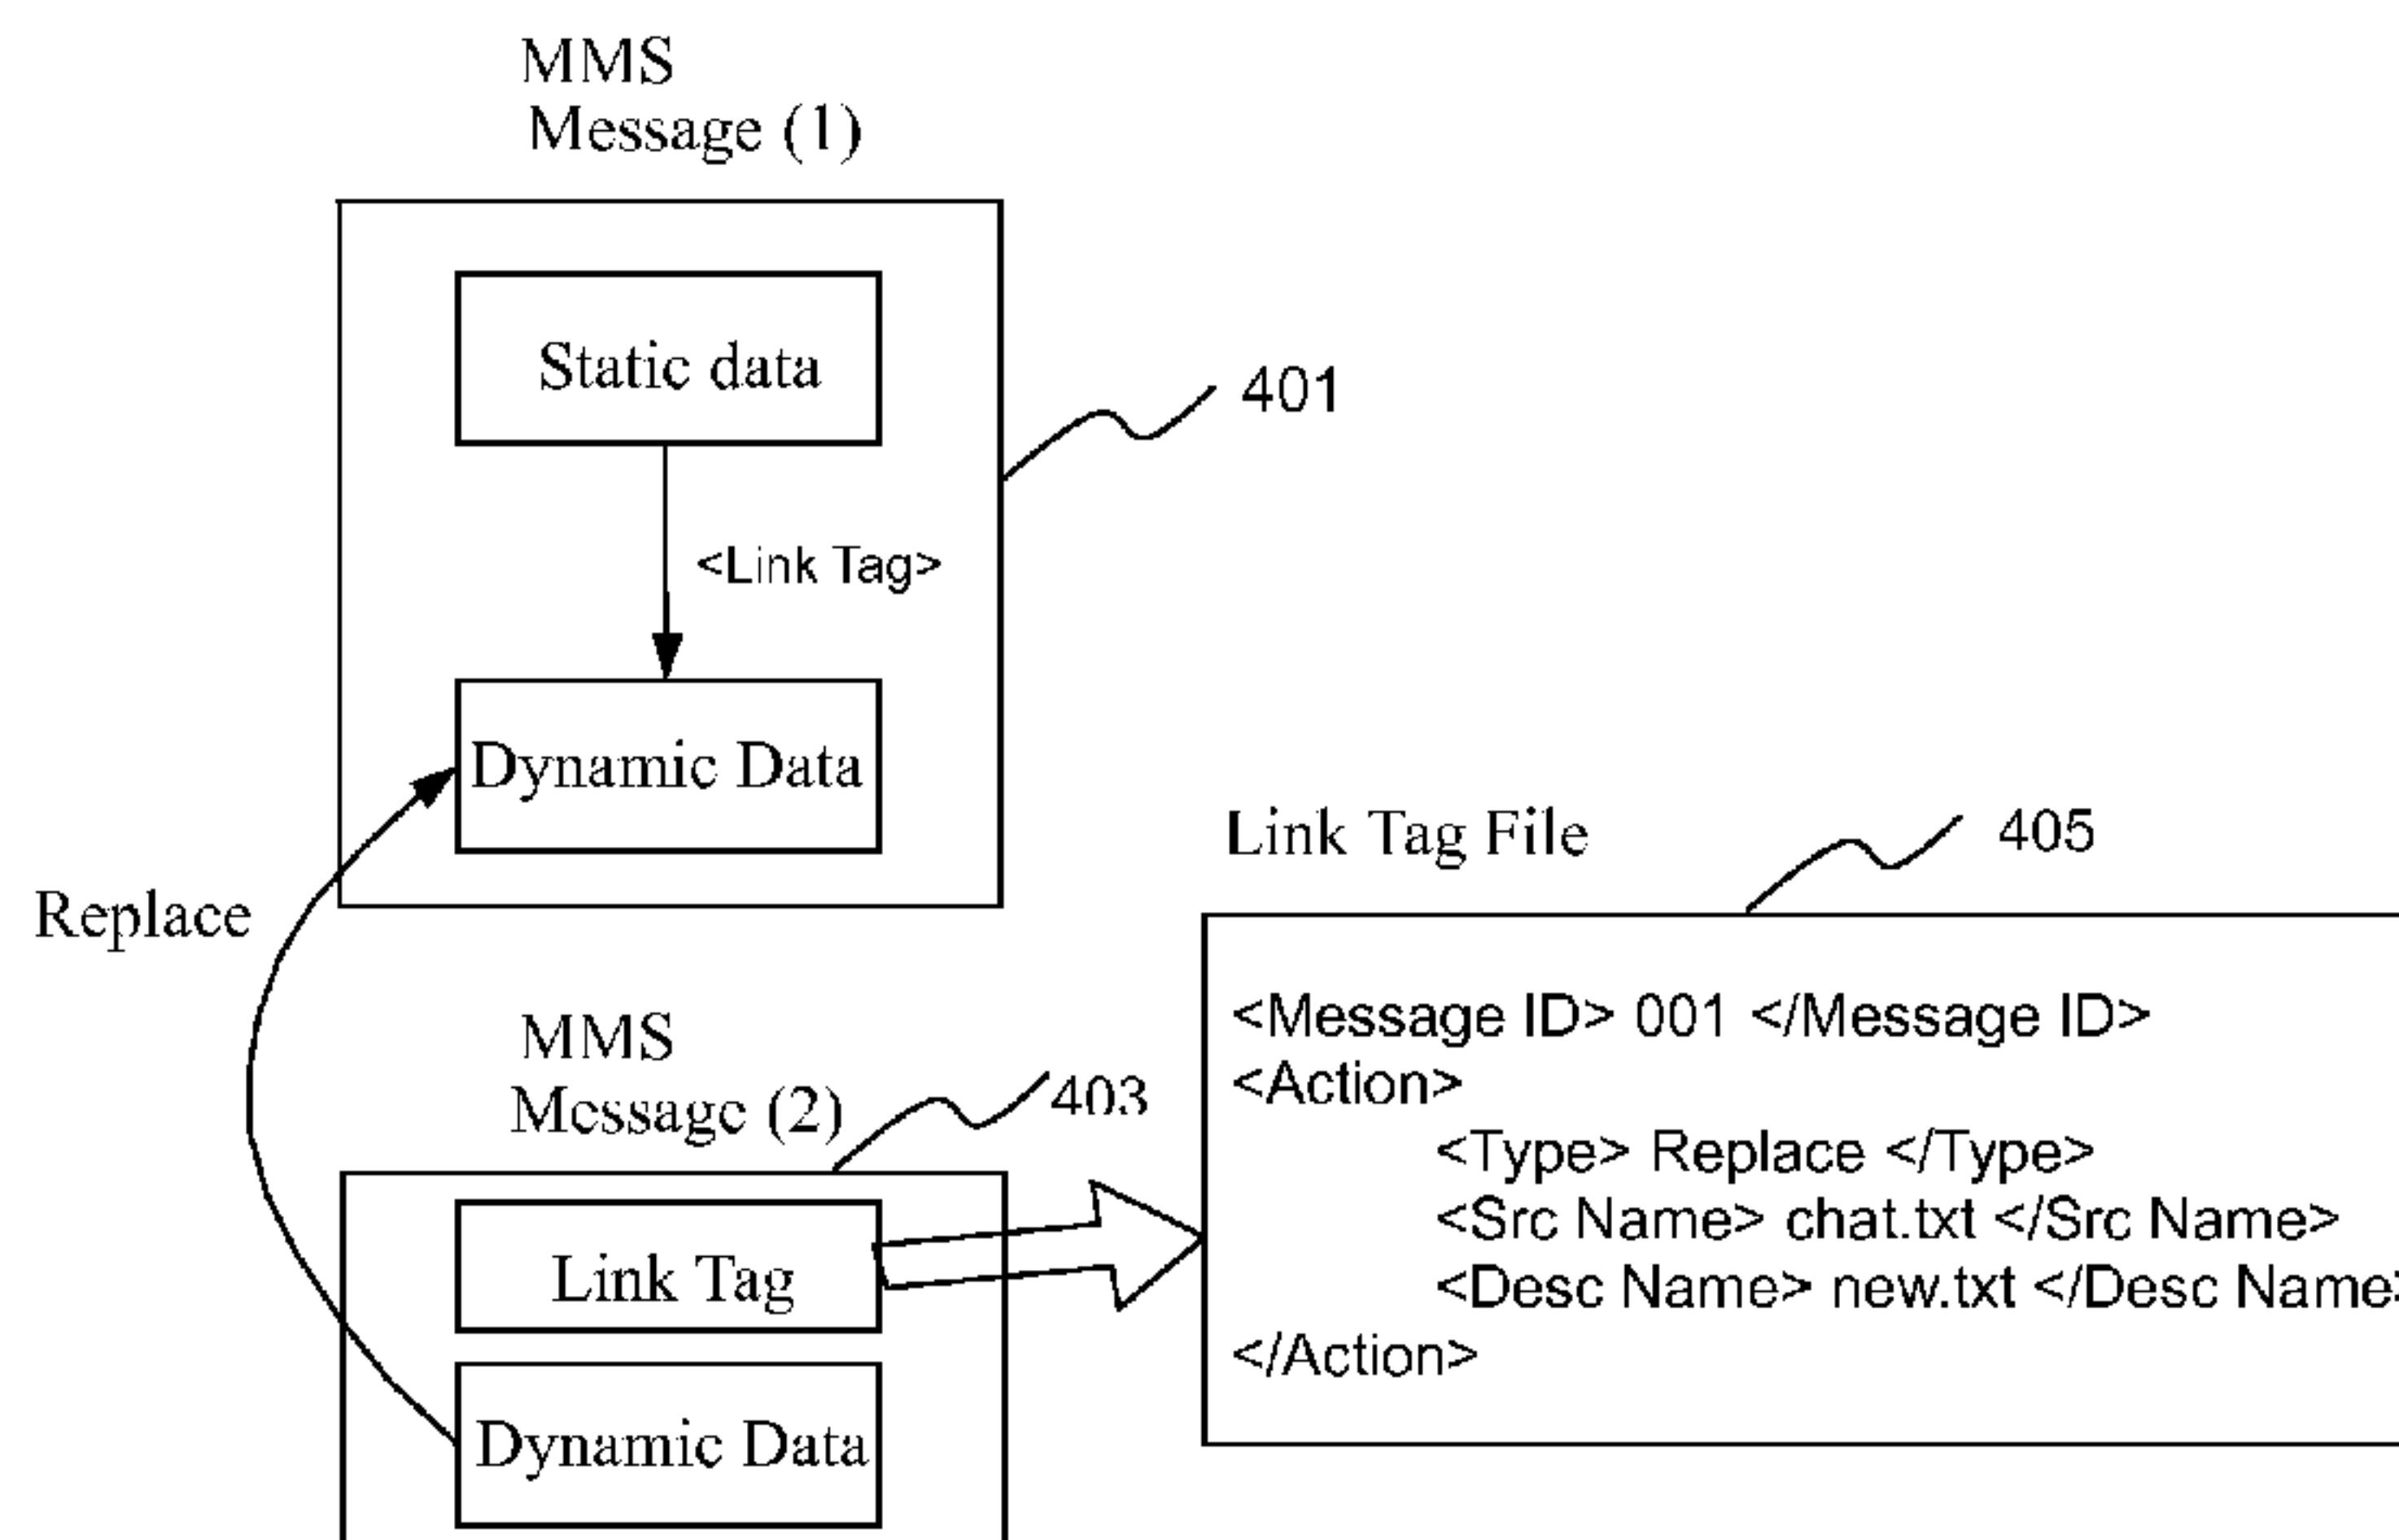 MMS
Message (1)
Static data
401
<Link Tag>
Dynamic Data
Replace
Link Tag File
405
MMS
Message (2)
403
Link Tag
Dynamic Data
<Message ID> 001 </Message ID>
<Action>
<Type> Replace </Type>
<Src Name> chat.txt </Src Name>
<Desc Name> new.txt </Desc Name>
</Action>